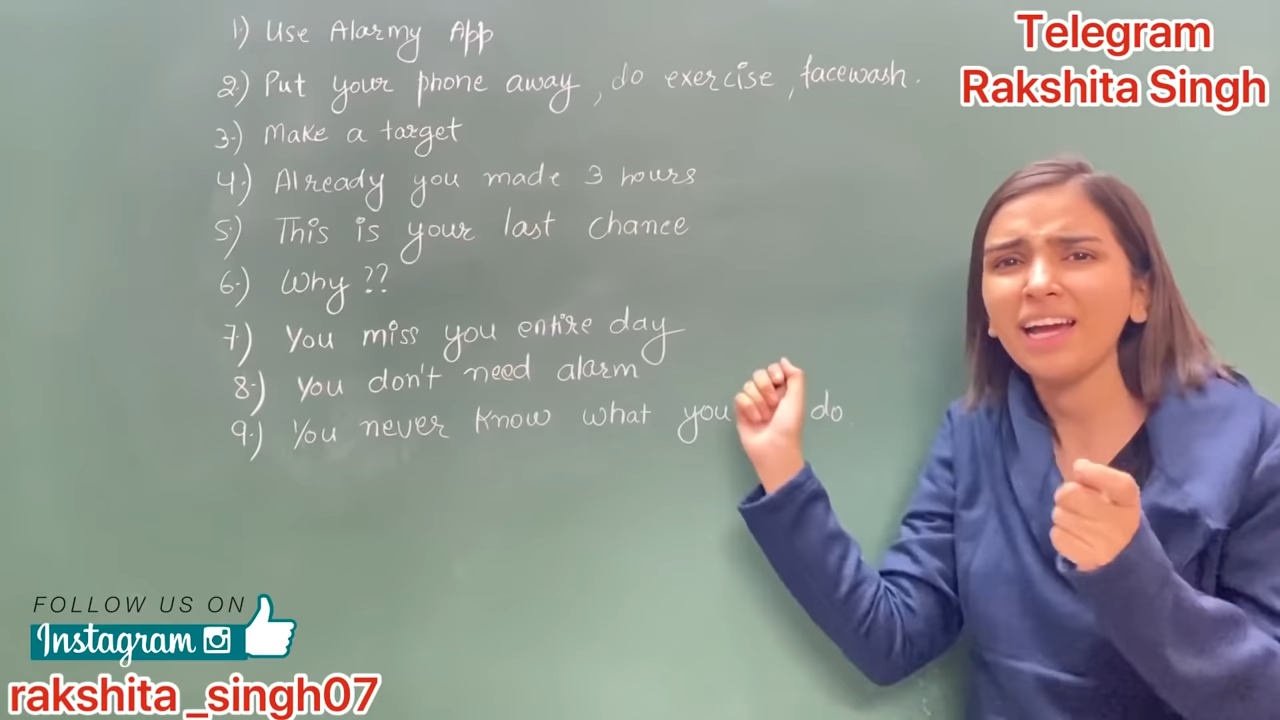 1.) Use Alarmy App
2.) Put your phone away, do exercise, facewash.
3.) Make a target
4.) Already you made 3 hours
5.) This is your last chance
6.) Why ??
7.) You miss you entire day
8.) You don't need alarm
9.) You never know what you do
Telegram
Rakshita Singh
FOLLOW US ON
Instagram
rakshita_singh07